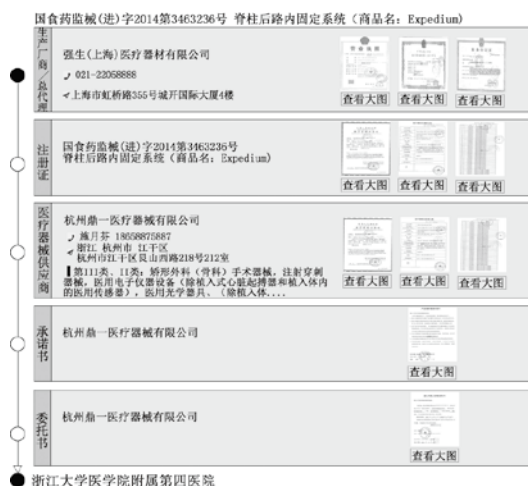 国食药监械(进)字2014第3463236号 脊柱后路内固定系统（商品名：Expedium)
生产厂商/总代理
强生(上海)医疗器材有限公司
021-22058888
上海市虹桥路355号城开国际大厦4楼
查看大图 查看大图 查看大图
注册证
国食药监械(进)字2014第3463236号
脊柱后路内固定系统（商品名：Expedium)
查看大图 查看大图 查看大图
医疗器械供应商
杭州鼎一医疗器械有限公司
施月芬 18658875887
浙江 杭州市 江干区
杭州市江干区艮山西路218号212室
第III类、II类：矫形外科（骨科）手术器械，注射穿刺
器械，医用电子仪器设备（除植入式心脏起搏器和植入体内
的医用传感器），医用光学器具、（除植入体....
查看大图 查看大图 查看大图
承诺书
杭州鼎一医疗器械有限公司
查看大图
委托书
杭州鼎一医疗器械有限公司
查看大图
浙江大学医学院附属第四医院